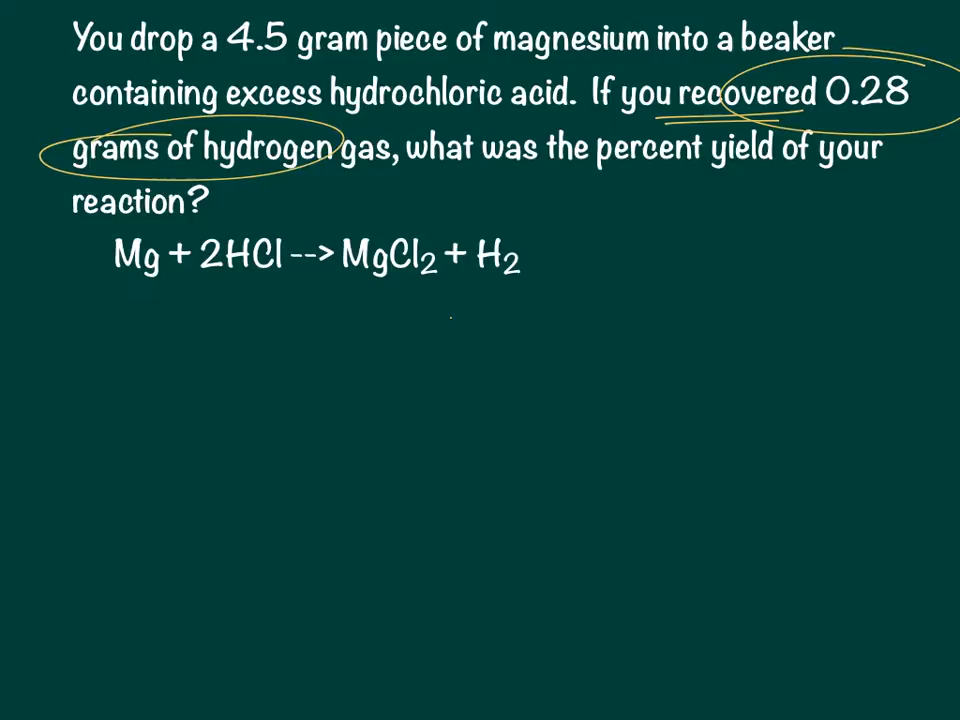 You drop a 4.5 gram piece of magnesium into a beaker
containing excess hydrochloric acid. If you recovered 0.28
grams of hydrogen gas, what was the percent yield of your
reaction?
Mg + 2HCl --> MgCl₂ + H₂